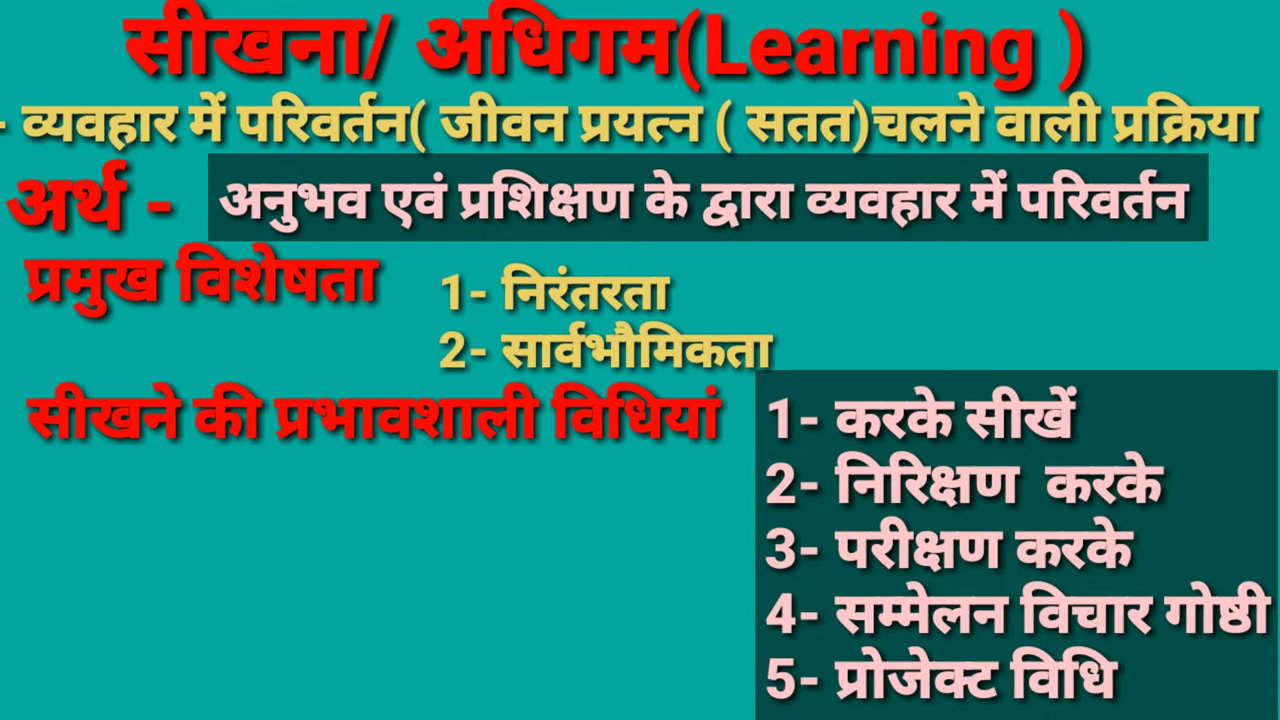 सीखना/ अधिगम(Learning )
- व्यवहार में परिवर्तन( जीवन प्रयत्न ( सतत)चलने वाली प्रक्रिया
अर्थ - अनुभव एवं प्रशिक्षण के द्वारा व्यवहार में परिवर्तन
प्रमुख विशेषता
1- निरंतरता
2- सार्वभौमिकता
सीखने की प्रभावशाली विधियां
1- करके सीखें
2- निरिक्षण करके
3- परीक्षण करके
4- सम्मेलन विचार गोष्ठी
5- प्रोजेक्ट विधि